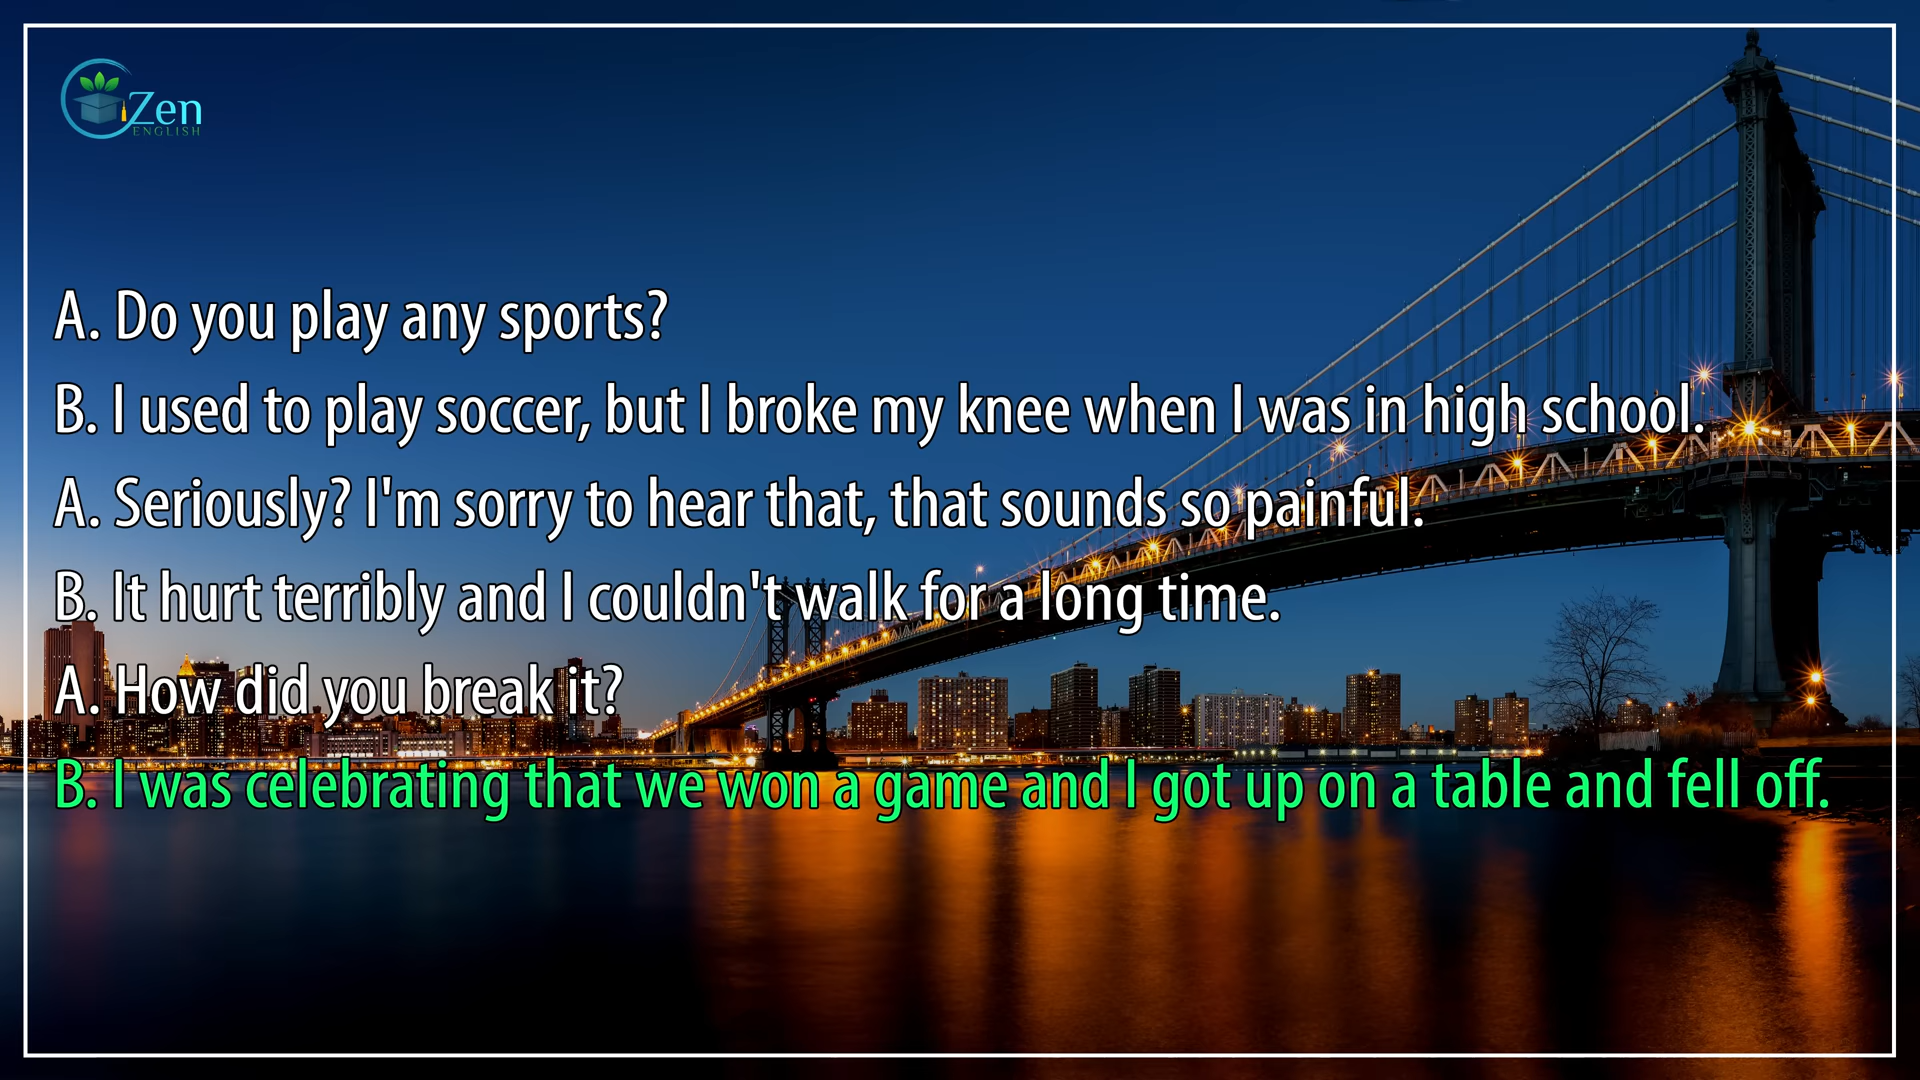 Zen
ENGLISH
A. Do you play any sports?
B. I used to play soccer, but I broke my knee when I was in high school.
A. Seriously? I'm sorry to hear that, that sounds so painful.
B. It hurt terribly and I couldn't walk for a long time.
A. How did you break it?
B. I was celebrating that we won a game and I got up on a table and fell off.